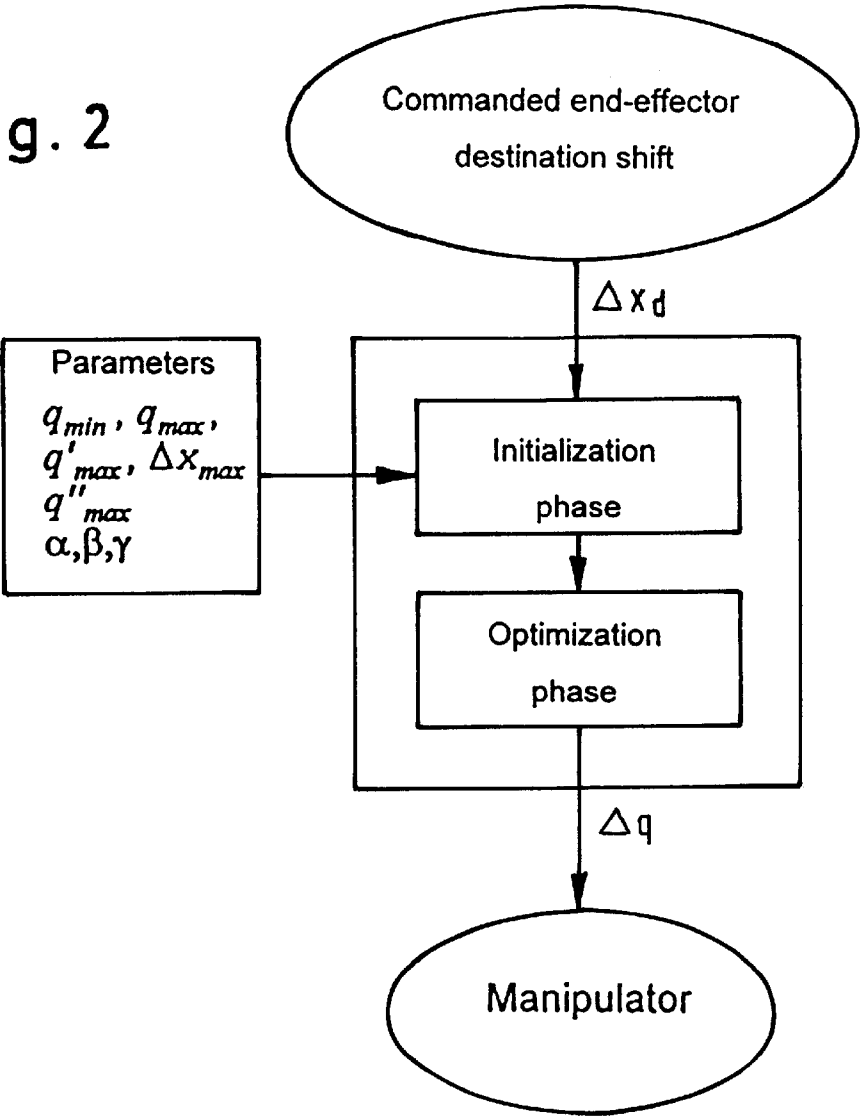 g. 2
Commanded end-effector
destination shift
Δxd
Parameters
qmin, qmax,
q'max, Δxmax
q''max
α,β,γ
Initialization
phase
Optimization
phase
Δq
Manipulator